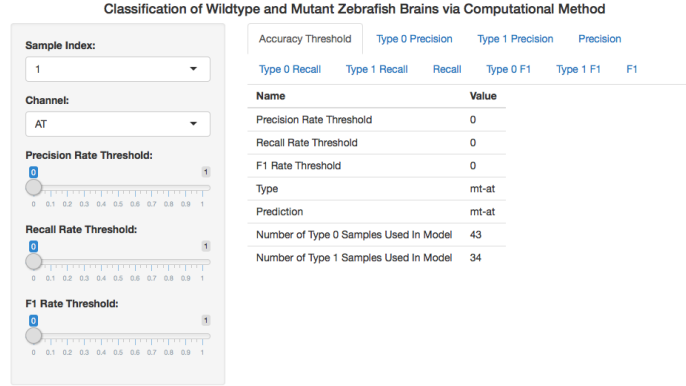 Classification of Wildtype and Mutant Zebrafish Brains via Computational Method
Sample Index:
1
Channel:
AT
Precision Rate Threshold:
0 1
0 0.1 0.2 0.3 0.4 0.5 0.6 0.7 0.8 0.9 1
Recall Rate Threshold:
0 1
0 0.1 0.2 0.3 0.4 0.5 0.6 0.7 0.8 0.9 1
F1 Rate Threshold:
0 1
0 0.1 0.2 0.3 0.4 0.5 0.6 0.7 0.8 0.9 1
Accuracy Threshold Type 0 Precision Type 1 Precision Precision
Type 0 Recall Type 1 Recall Recall Type 0 F1 Type 1 F1 F1
Name Value
Precision Rate Threshold 0
Recall Rate Threshold 0
F1 Rate Threshold 0
Type mt-at
Prediction mt-at
Number of Type 0 Samples Used In Model 43
Number of Type 1 Samples Used In Model 34